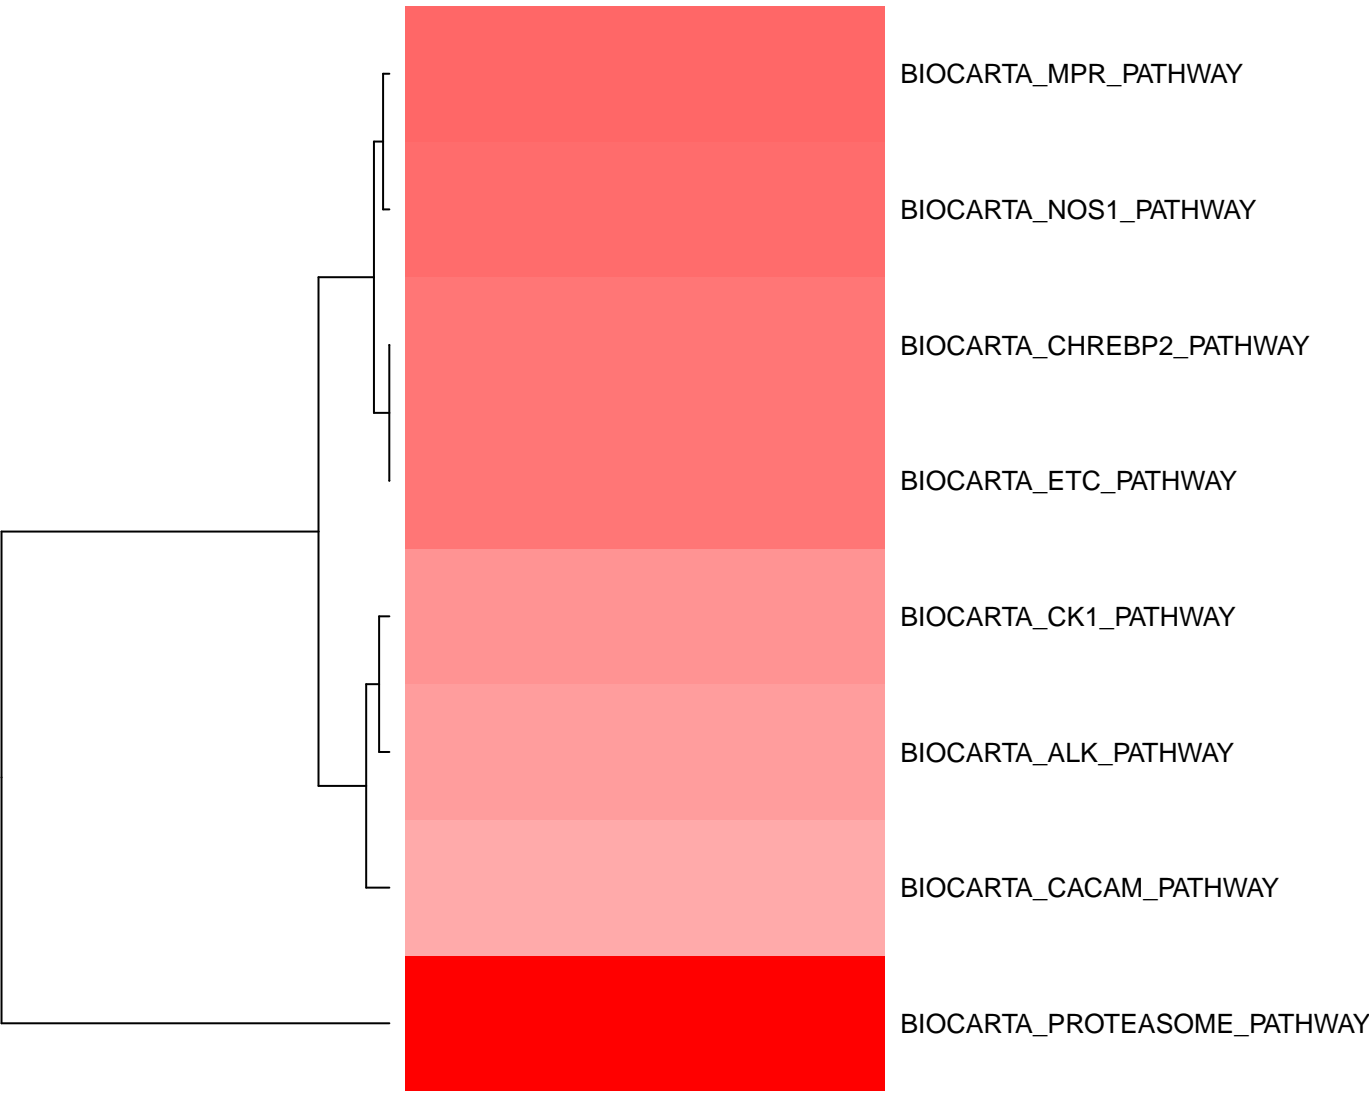 BIOCARTA_MPR_PATHWAY
BIOCARTA_NOS1_PATHWAY
BIOCARTA_CHREBP2_PATHWAY
BIOCARTA_ETC_PATHWAY
BIOCARTA_CK1_PATHWAY
BIOCARTA_ALK_PATHWAY
BIOCARTA_CACAM_PATHWAY
BIOCARTA_PROTEASOME_PATHWAY